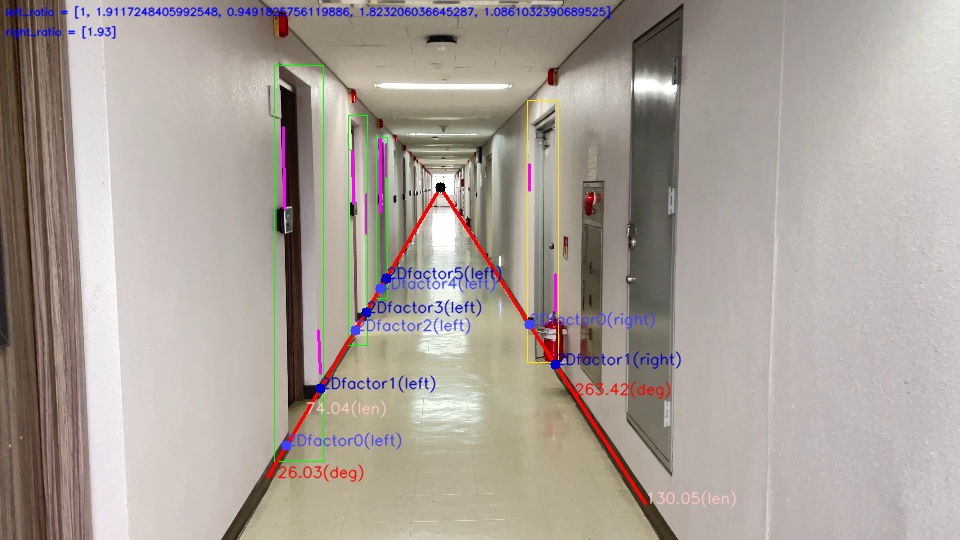 left_ratio = [1, 1.9117248405992548, 0.9491825756119886, 1.823206036645287, 1.0861032390689525]
right_ratio = [1.93]
2Dfactor5(left)
2Dfactor4(left)
2Dfactor3(left)
2Dfactor2(left)
2Dfactor0(right)
2Dfactor1(right)
2Dfactor1(left)
263.42(deg)
74.04(len)
2Dfactor0(left)
26.03(deg)
130.05(len)